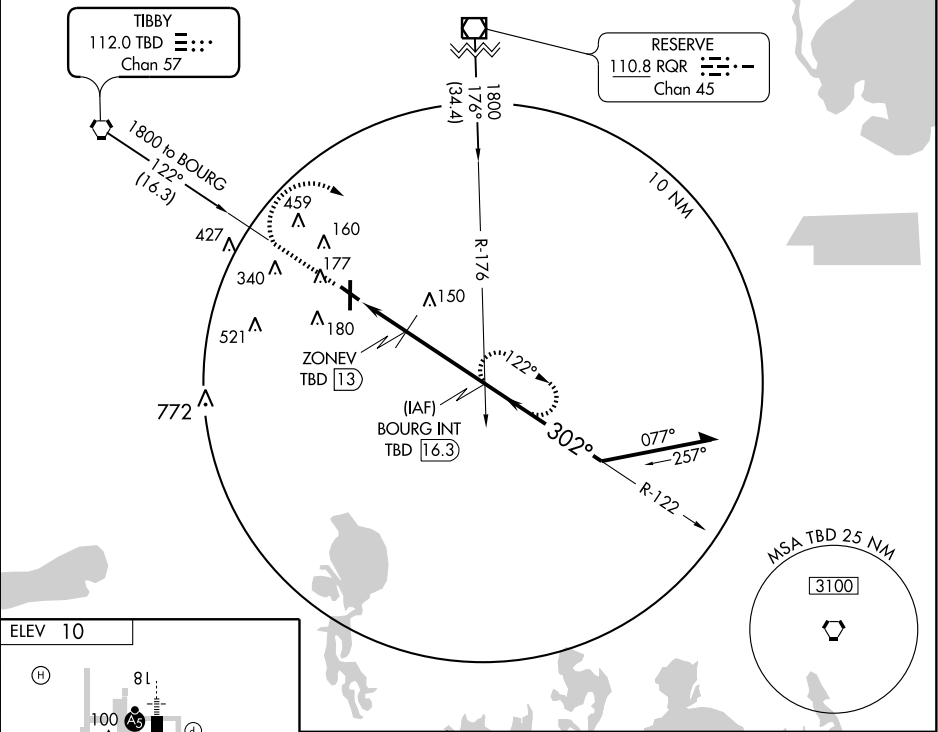 TIBBY
112.0 TBD
Chan 57
RESERVE
110.8 RQR
Chan 45
1800
176°
(34.4)
1800 to BOURG
122°
(16.3)
10 NM
459
160
427
177
340
R-176
150
521
180
ZONEV
TBD 13
122°
772
(IAF)
BOURG INT
TBD 16.3
302°
077°
257°
R-122
MSA TBD 25 NM
3100
ELEV 10
H
18
100
A5
P